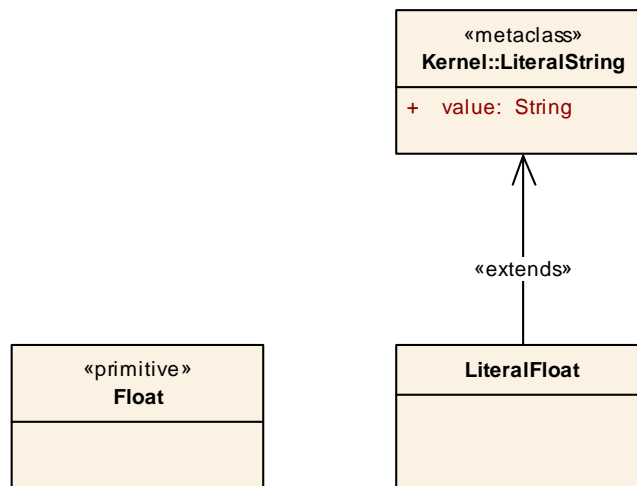 «metaclass»
Kernel::LiteralString
+ value: String
«extends»
«primitive»
Float
LiteralFloat